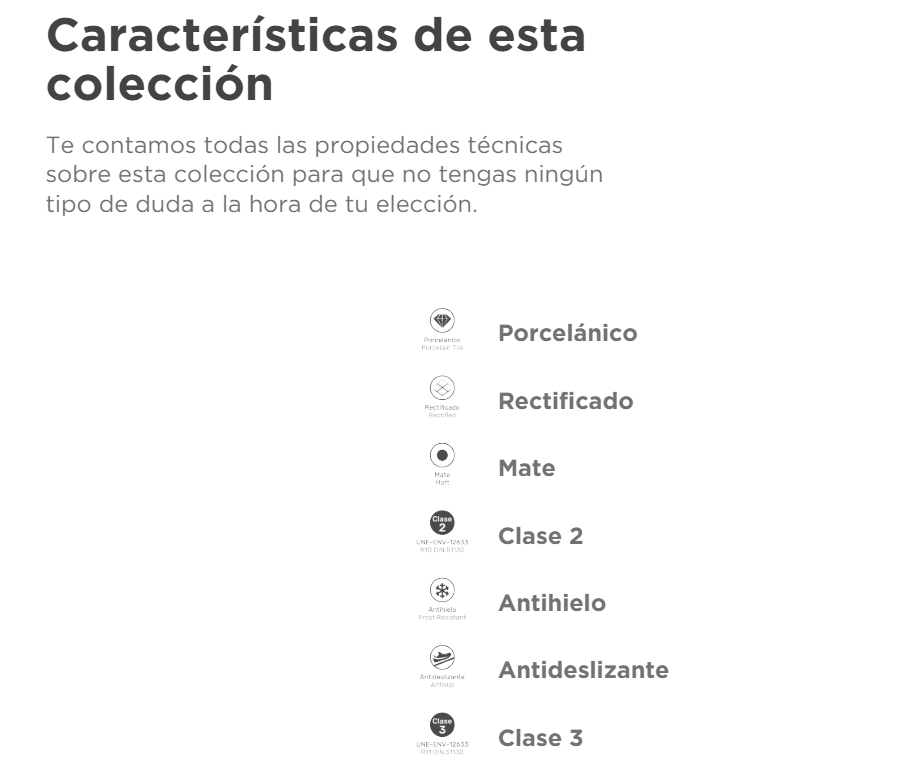 Características de esta
colección
Te contamos todas las propiedades técnicas
sobre esta colección para que no tengas ningún
tipo de duda a la hora de tu elección.
Porcelánico
Porcelain Tile
Porcelánico
Rectificado
Rectified
Rectificado
Mate
Matt
Mate
Clase
2
UNE-ENV-12633
R10 DIN 51130
Clase 2
Antihielo
Frost Resistant
Antihielo
Antideslizante
Antislip
Antideslizante
Clase
3
UNE-ENV-12633
R11 DIN 51130
Clase 3